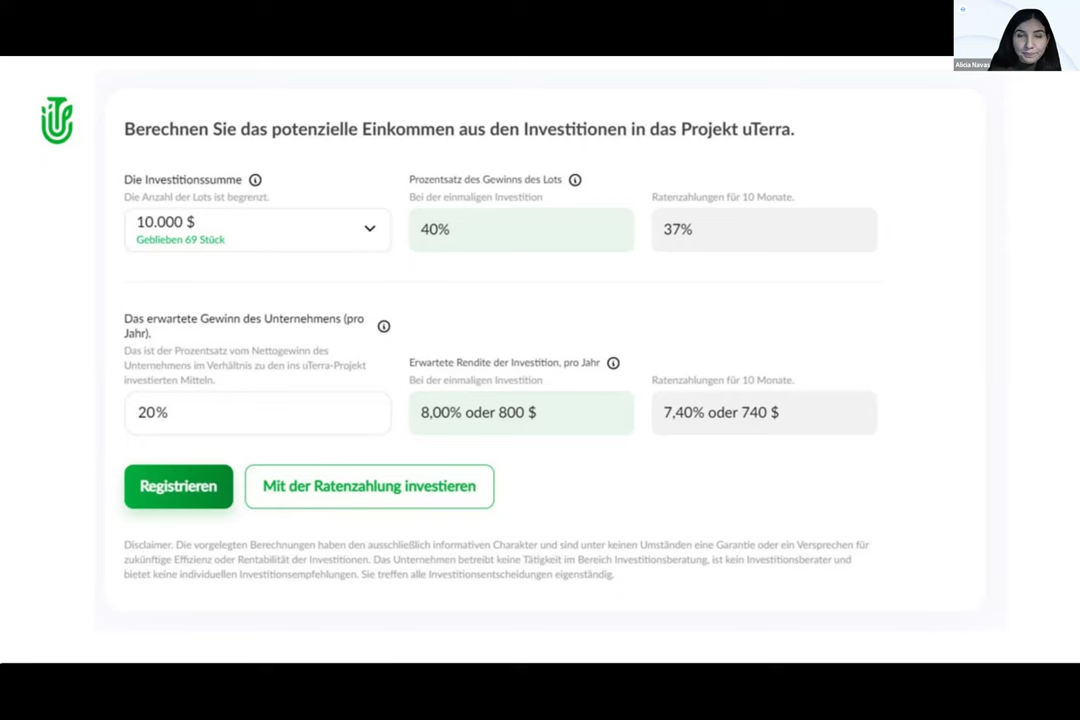 Alicia Navas
Berechnen Sie das potenzielle Einkommen aus den Investitionen in das Projekt uTerra.
Die Investitionssumme
Die Anzahl der Lots ist begrenzt.
10.000 $
Geblieben 69 Stück
Prozentsatz des Gewinns des Lots
Bei der einmaligen Investition
40%
Ratenzahlungen für 10 Monate.
37%
Das erwartete Gewinn des Unternehmens (pro
Jahr).
Das ist der Prozentsatz vom Nettogewinn des
Unternehmens im Verhältnis zu den ins uTerra-Projekt
investierten Mitteln.
20%
Erwartete Rendite der Investition, pro Jahr
Bei der einmaligen Investition
8,00% oder 800 $
Ratenzahlungen für 10 Monate.
7,40% oder 740 $
Registrieren
Mit der Ratenzahlung investieren
Disclaimer. Die vorgelegten Berechnungen haben den ausschließlich informativen Charakter und sind unter keinen Umständen eine Garantie oder ein Versprechen für
zukünftige Effizienz oder Rentabilität der Investitionen. Das Unternehmen betreibt keine Tätigkeit im Bereich Investitionsberatung, ist kein Investitionsberater und
bietet keine individuellen Investitionsempfehlungen. Sie treffen alle Investitionsentscheidungen eigenständig.